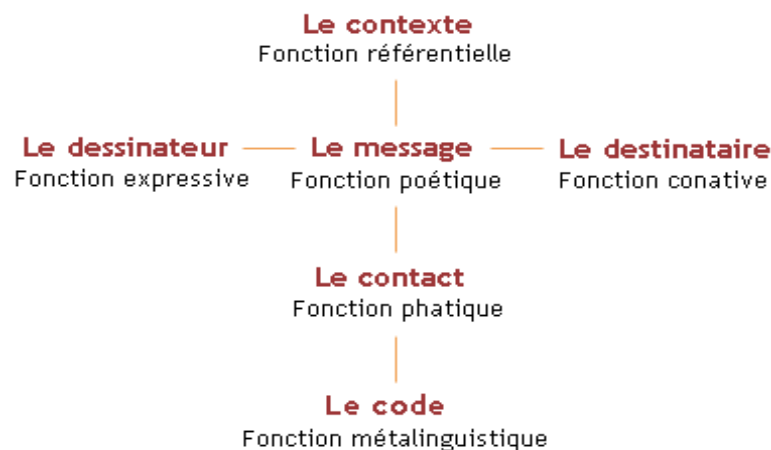 Le contexte
Fonction référentielle
Le dessinateur Le message Le destinataire
Fonction expressive Fonction poétique Fonction conative
Le contact
Fonction phatique
Le code
Fonction métalinguistique